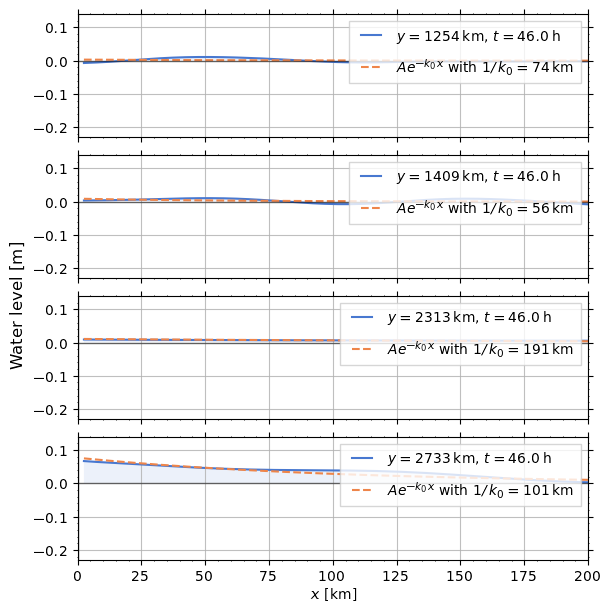 0.1
0.0
−0.1
−0.2
y = 1254 km, t = 46.0 h
Ae^{−k₀x} with 1/k₀ = 74 km
0.1
0.0
−0.1
−0.2
y = 1409 km, t = 46.0 h
Ae^{−k₀x} with 1/k₀ = 56 km
0.1
0.0
−0.1
−0.2
y = 2313 km, t = 46.0 h
Ae^{−k₀x} with 1/k₀ = 191 km
0.1
0.0
−0.1
−0.2
y = 2733 km, t = 46.0 h
Ae^{−k₀x} with 1/k₀ = 101 km
0 25 50 75 100 125 150 175 200
x [km]
Water level [m]